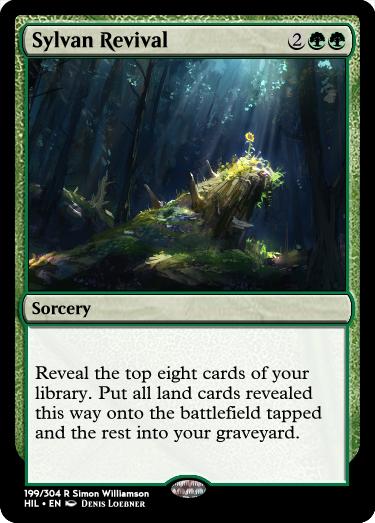 Sylvan Revival 2
Sorcery
Reveal the top eight cards of your
library. Put all land cards revealed
this way onto the battlefield tapped
and the rest into your graveyard.
199/304 R Simon Williamson
HIL • EN Denis Loebner